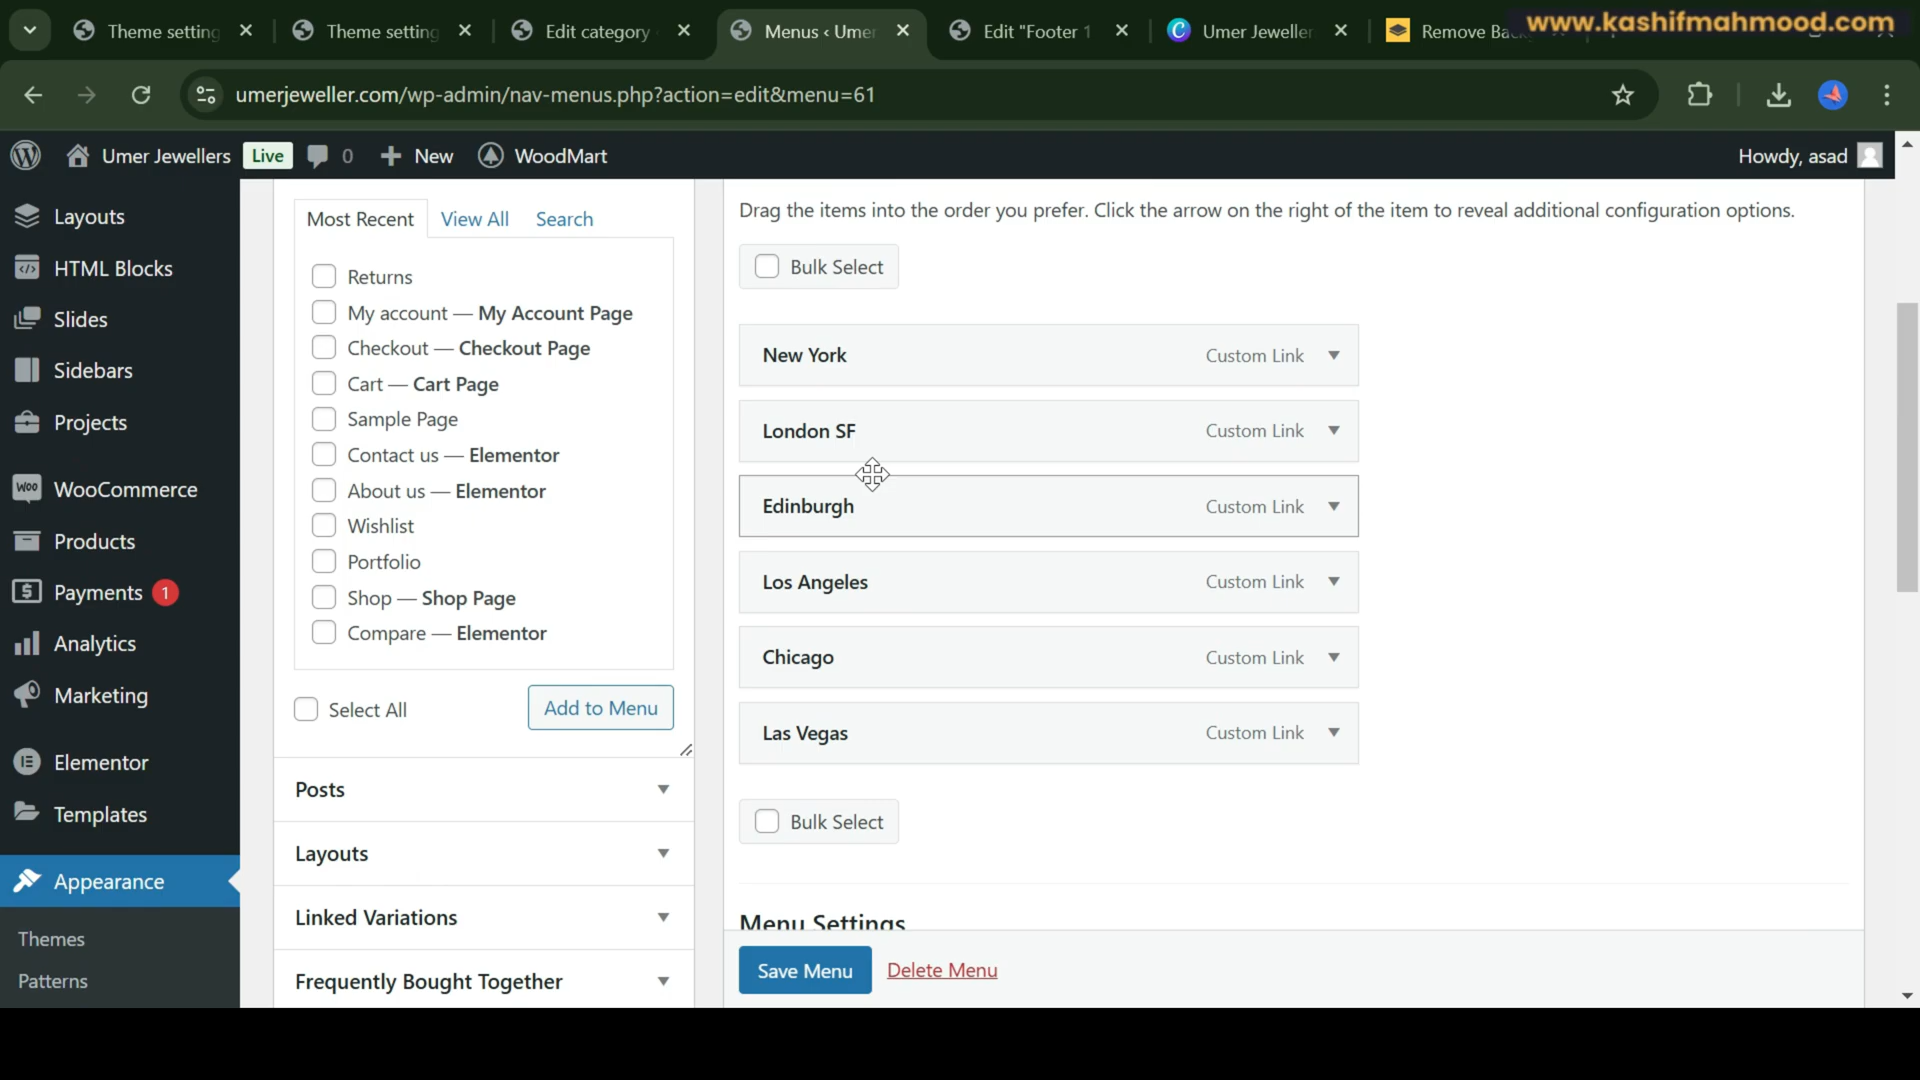 Theme setting
Theme setting
Edit category
Menus ‹ Umer
Edit "Footer 1
Umer Jeweller
Remove Ba
www.kashifmahmood.com
umerjeweller.com/wp-admin/nav-menus.php?action=edit&menu=61
Umer Jewellers
Live
0
New
WoodMart
Howdy, asad
Layouts
HTML Blocks
Slides
Sidebars
Projects
Woo
WooCommerce
Products
Payments 1
Analytics
Marketing
Elementor
Templates
Appearance
Themes
Patterns
Most Recent
View All
Search
Returns
My account — My Account Page
Checkout — Checkout Page
Cart — Cart Page
Sample Page
Contact us — Elementor
About us — Elementor
Wishlist
Portfolio
Shop — Shop Page
Compare — Elementor
Select All
Add to Menu
Posts
Layouts
Linked Variations
Frequently Bought Together
Drag the items into the order you prefer. Click the arrow on the right of the item to reveal additional configuration options.
Bulk Select
New York Custom Link
London SF Custom Link
Edinburgh Custom Link
Los Angeles Custom Link
Chicago Custom Link
Las Vegas Custom Link
Bulk Select
Menu Settings
Save Menu
Delete Menu